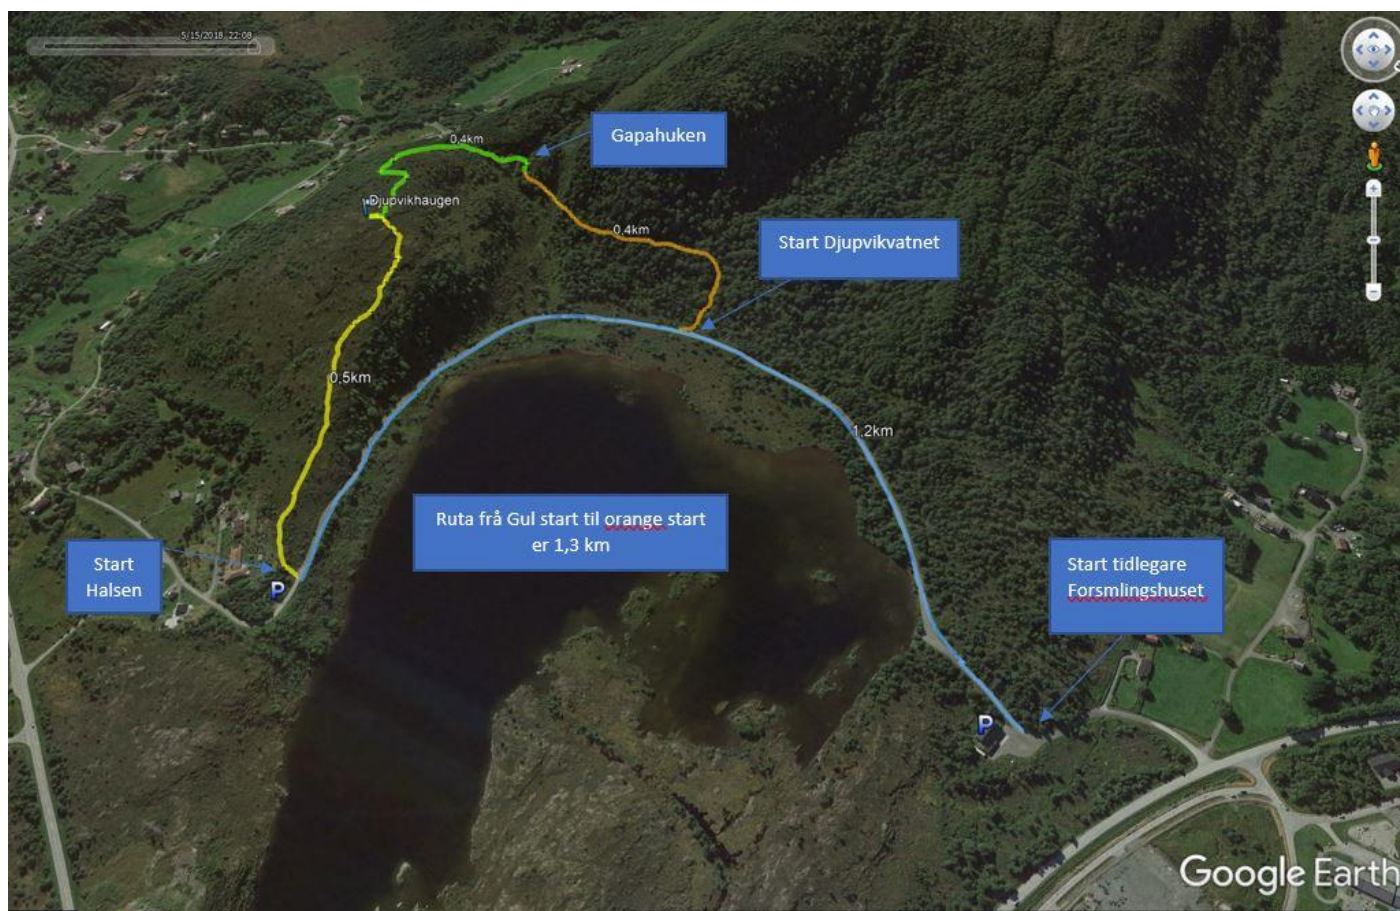 5/15/2018 22:08
0,4km
Gapahuken
Djupvikhaugen
0,4km
Start Djupvikvatnet
0,5km
1,2km
Ruta frå Gul start til orange start
er 1,3 km
Start
Halsen
P
Start tidlegare
Forsmlingshuset
P
Google Earth